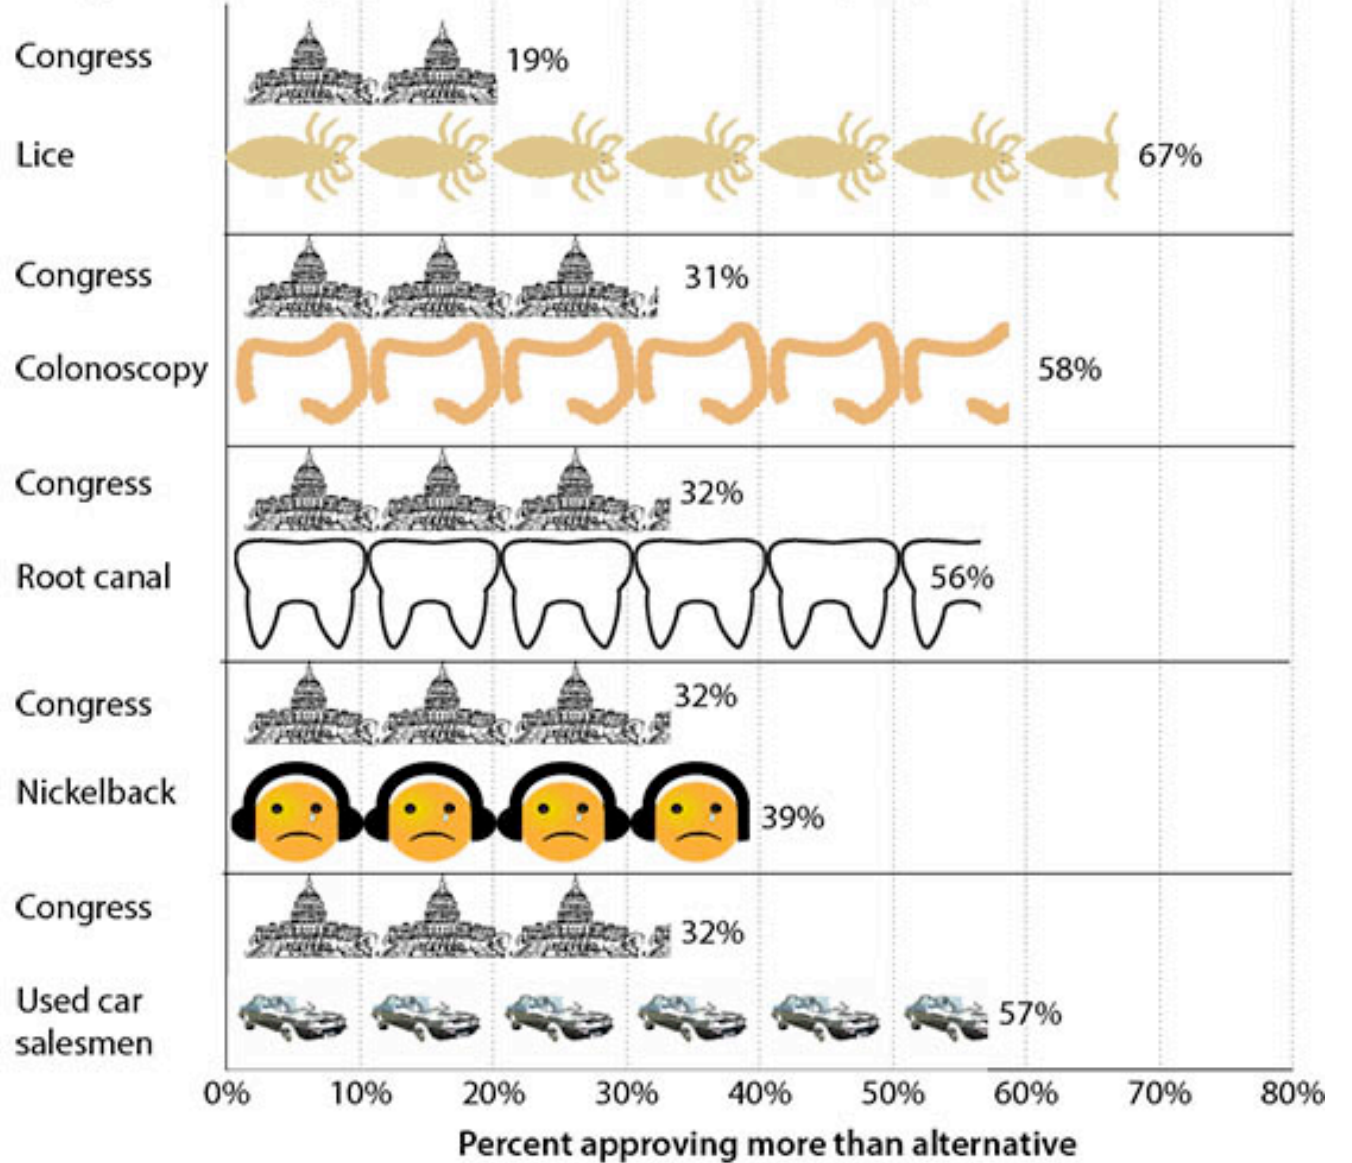 Congress
19%
Lice
67%
Congress
31%
Colonoscopy
58%
Congress
32%
Root canal
56%
Congress
32%
Nickelback
39%
Congress
32%
Used car
salesmen
57%
0% 10% 20% 30% 40% 50% 60% 70% 80%
Percent approving more than alternative